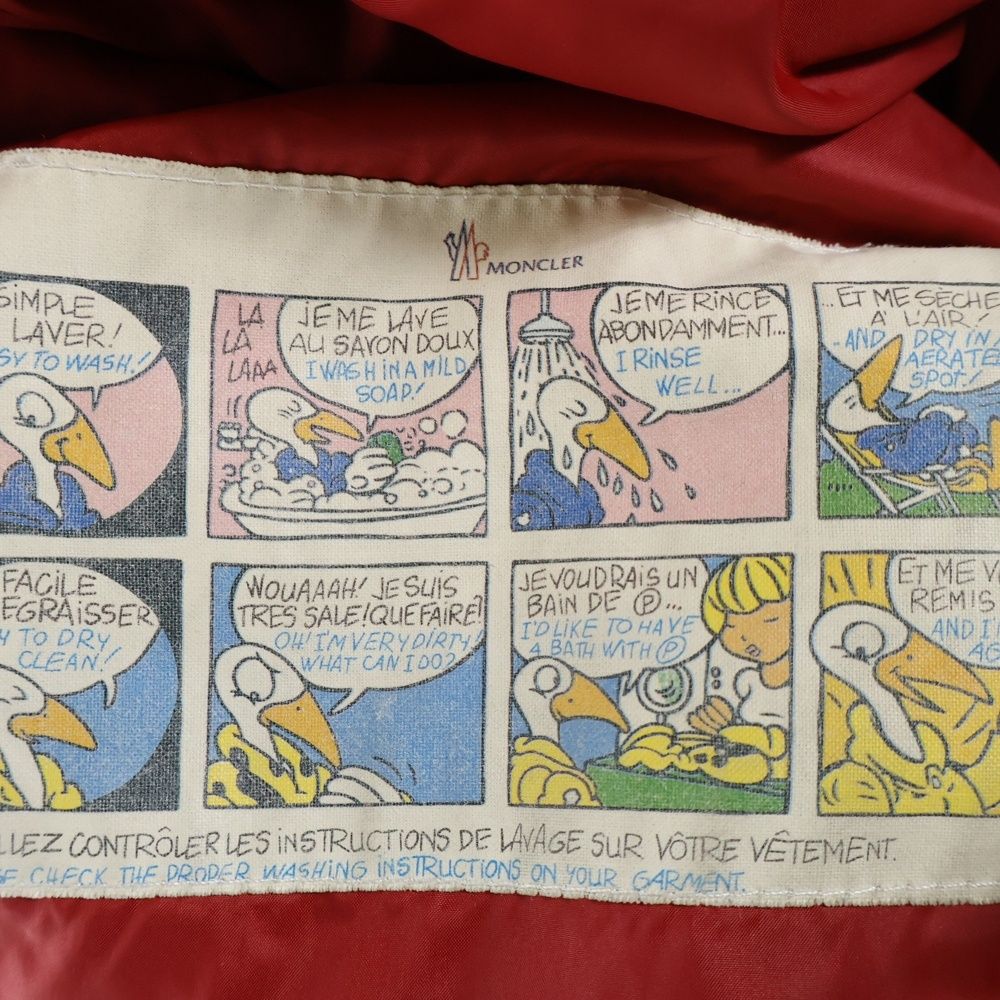 MONCLER
SIMPLE
LAVER!
SY TO WASH!
LA
LA
LAAA
JE ME LAVE
AU SAVON DOUX
I WASH IN A MILD
SOAP!
JE ME RINCE
ABONDAMMENT...
I RINSE
WELL...
...ET ME SÈCHE
A' L'AIR!
..AND DRY IN A
AERATE
SPOT!
FACILE
EGRAISSER
H TO DRY
CLEAN!
WOUAAAH! JE SUIS
TRES SALE! QUE FAIRE?
OH! I'M VERY DIRTY!
WHAT CAN I DO?
JE VOUDRAIS UN
BAIN DE Ⓟ...
I'D LIKE TO HAVE
A BATH WITH Ⓟ
ET ME V
REMIS
AND I'
AG
LLEZ CONTRÔLER LES INSTRUCTIONS DE LAVAGE SUR VÔTRE VÊTEMENT.
SE CHECK THE PROPER WASHING INSTRUCTIONS ON YOUR GARMENT.